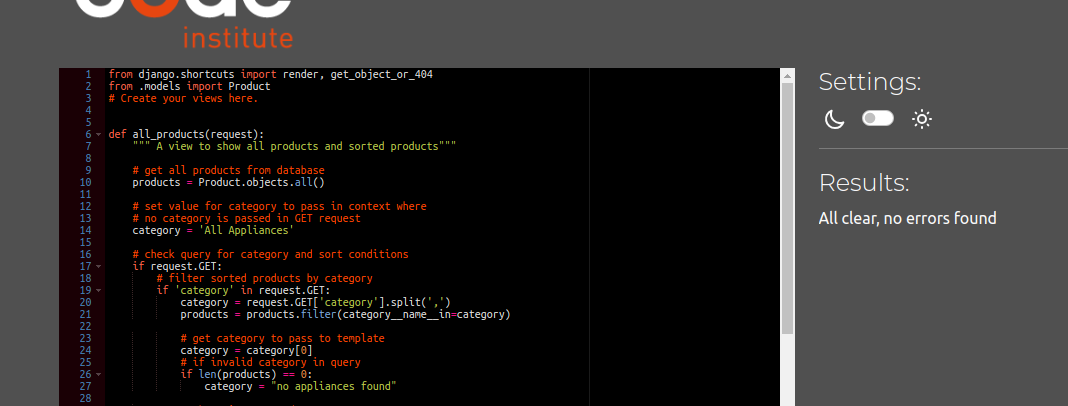 code
institute
1 from django.shortcuts import render, get_object_or_404
2 from .models import Product
3 # Create your views here.
4
5
6 def all_products(request):
7 """ A view to show all products and sorted products"""
8
9 # get all products from database
10 products = Product.objects.all()
11
12 # set value for category to pass in context where
13 # no category is passed in GET request
14 category = 'All Appliances'
15
16 # check query for category and sort conditions
17 if request.GET:
18 # filter sorted products by category
19 if 'category' in request.GET:
20 category = request.GET['category'].split(',')
21 products = products.filter(category__name__in=category)
22
23 # get category to pass to template
24 category = category[0]
25 # if invalid category in query
26 if len(products) == 0:
27 category = "no appliances found"
28
Settings:
Results:
All clear, no errors found